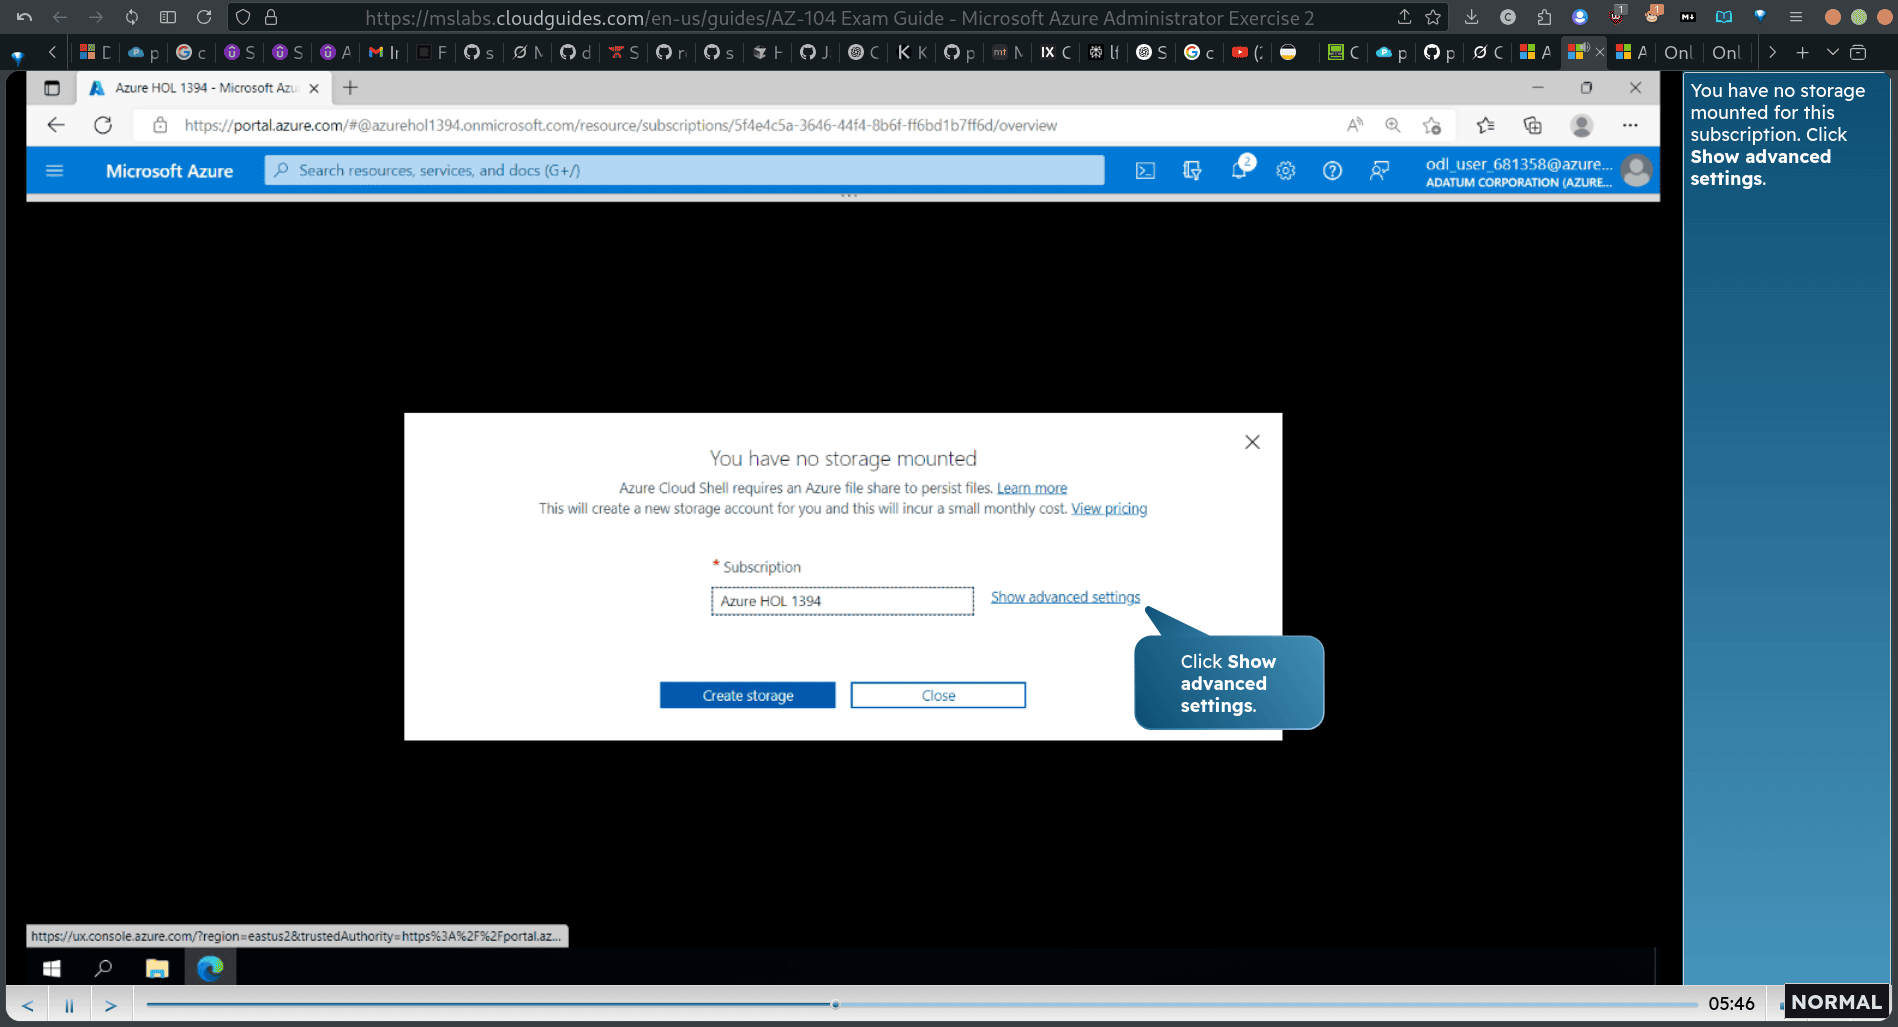 https://mslabs.cloudguides.com/en-us/guides/AZ-104 Exam Guide - Microsoft Azure Administrator Exercise 2
Azure HOL 1394 - Microsoft Azu
https://portal.azure.com/#@azurehol1394.onmicrosoft.com/resource/subscriptions/5f4e4c5a-3646-44f4-8b6f-ff6bd1b7ff6d/overview
Microsoft Azure
Search resources, services, and docs (G+/)
2
odl_user_681358@azure...
ADATUM CORPORATION (AZURE...
You have no storage mounted
Azure Cloud Shell requires an Azure file share to persist files. Learn more
This will create a new storage account for you and this will incur a small monthly cost. View pricing
* Subscription
Azure HOL 1394
Show advanced settings
Click Show
advanced
settings.
Create storage
Close
https://ux.console.azure.com/?region=eastus2&trustedAuthority=https%3A%2F%2Fportal.az...
You have no storage
mounted for this
subscription. Click
Show advanced
settings.
05:46
NORMAL